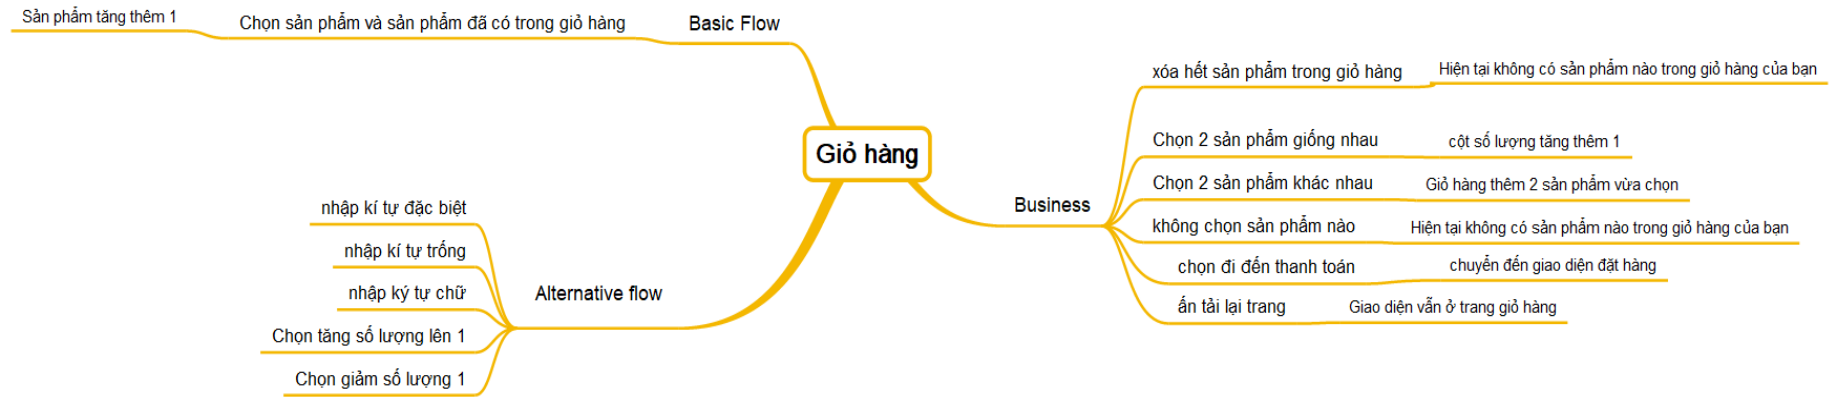 Sản phẩm tăng thêm 1
Chọn sản phẩm và sản phẩm đã có trong giỏ hàng
Basic Flow
Giỏ hàng
Business
xóa hết sản phẩm trong giỏ hàng
Hiện tại không có sản phẩm nào trong giỏ hàng của bạn
Chọn 2 sản phẩm giống nhau
cột số lượng tăng thêm 1
Chọn 2 sản phẩm khác nhau
Giỏ hàng thêm 2 sản phẩm vừa chọn
không chọn sản phẩm nào
Hiện tại không có sản phẩm nào trong giỏ hàng của bạn
chọn đi đến thanh toán
chuyển đến giao diện đặt hàng
ấn tải lại trang
Giao diện vẫn ở trang giỏ hàng
Alternative flow
nhập kí tự đặc biệt
nhập kí tự trống
nhập ký tự chữ
Chọn tăng số lượng lên 1
Chọn giảm số lượng 1